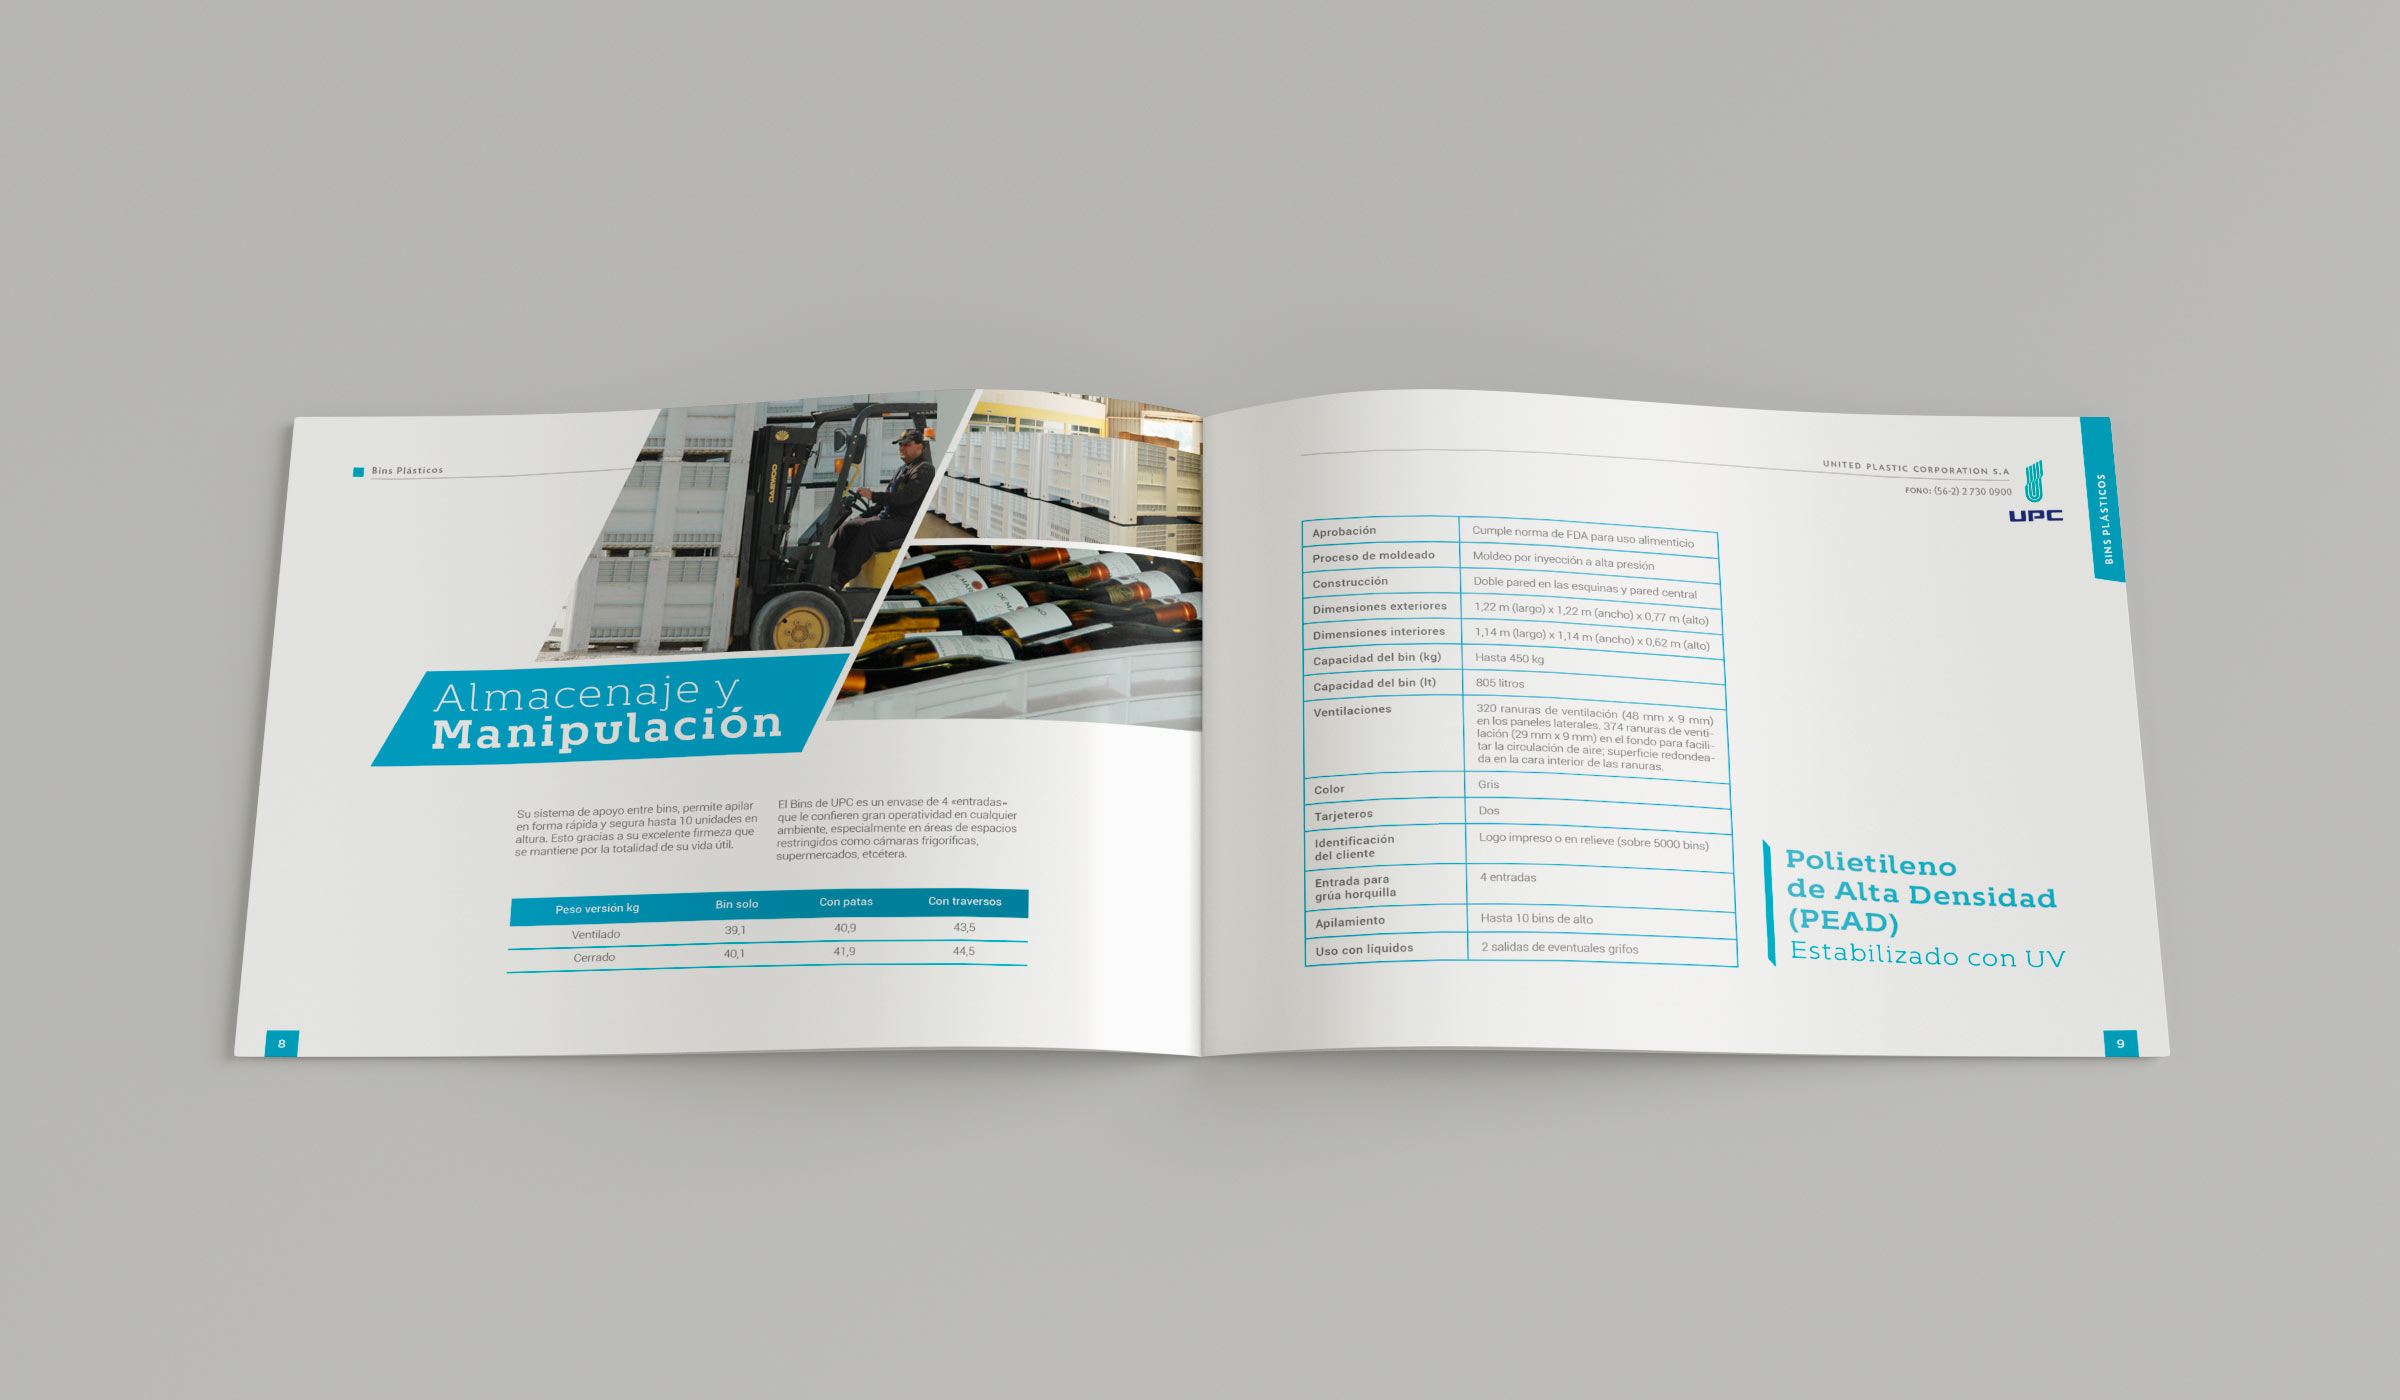 Bins Plásticos
DAEWOO
Almacenaje y
Manipulación
Su sistema de apoyo entre bins, permite apilar
en forma rápida y segura hasta 10 unidades en
altura. Esto gracias a su excelente firmeza que
se mantiene por la totalidad de su vida útil.
El Bins de UPC es un envase de 4 «entradas»
que le confieren gran operatividad en cualquier
ambiente, especialmente en áreas de espacios
restringidos como cámaras frigoríficas,
supermercados, etcétera.
Peso versión kg Bin solo Con patas Con traversos
Ventilado 39,1 40,9 43,5
Cerrado 40,1 41,9 44,5
8
UNITED PLASTIC CORPORATION S.A
FONO: (56-2) 2 730 0900
UPC
BINS PLÁSTICOS
Aprobación Cumple norma de FDA para uso alimenticio
Proceso de moldeado Moldeo por inyección a alta presión
Construcción Doble pared en las esquinas y pared central
Dimensiones exteriores 1,22 m (largo) x 1,22 m (ancho) x 0,77 m (alto)
Dimensiones interiores 1,14 m (largo) x 1,14 m (ancho) x 0,62 m (alto)
Capacidad del bin (kg) Hasta 450 kg
Capacidad del bin (lt) 805 litros
Ventilaciones 320 ranuras de ventilación (48 mm x 9 mm)
en los paneles laterales. 374 ranuras de venti-
lación (29 mm x 9 mm) en el fondo para facili-
tar la circulación de aire; superficie redondea-
da en la cara interior de las ranuras.
Color Gris
Tarjeteros Dos
Identificación Logo impreso o en relieve (sobre 5000 bins)
del cliente
Entrada para 4 entradas
grúa horquilla
Apilamiento Hasta 10 bins de alto
Uso con líquidos 2 salidas de eventuales grifos
Polietileno
de Alta Densidad
(PEAD)
Estabilizado con UV
9